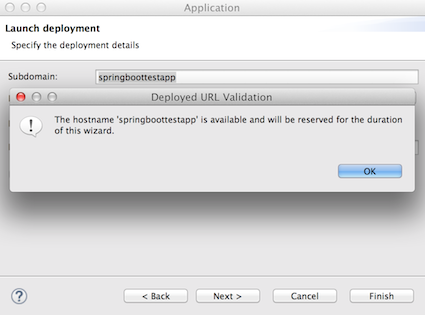 Application
Launch deployment
Specify the deployment details
Subdomain:
springboottestapp
Deployed URL Validation
The hostname 'springboottestapp' is available and will be reserved for the duration
of this wizard.
OK
?
< Back
Next >
Cancel
Finish